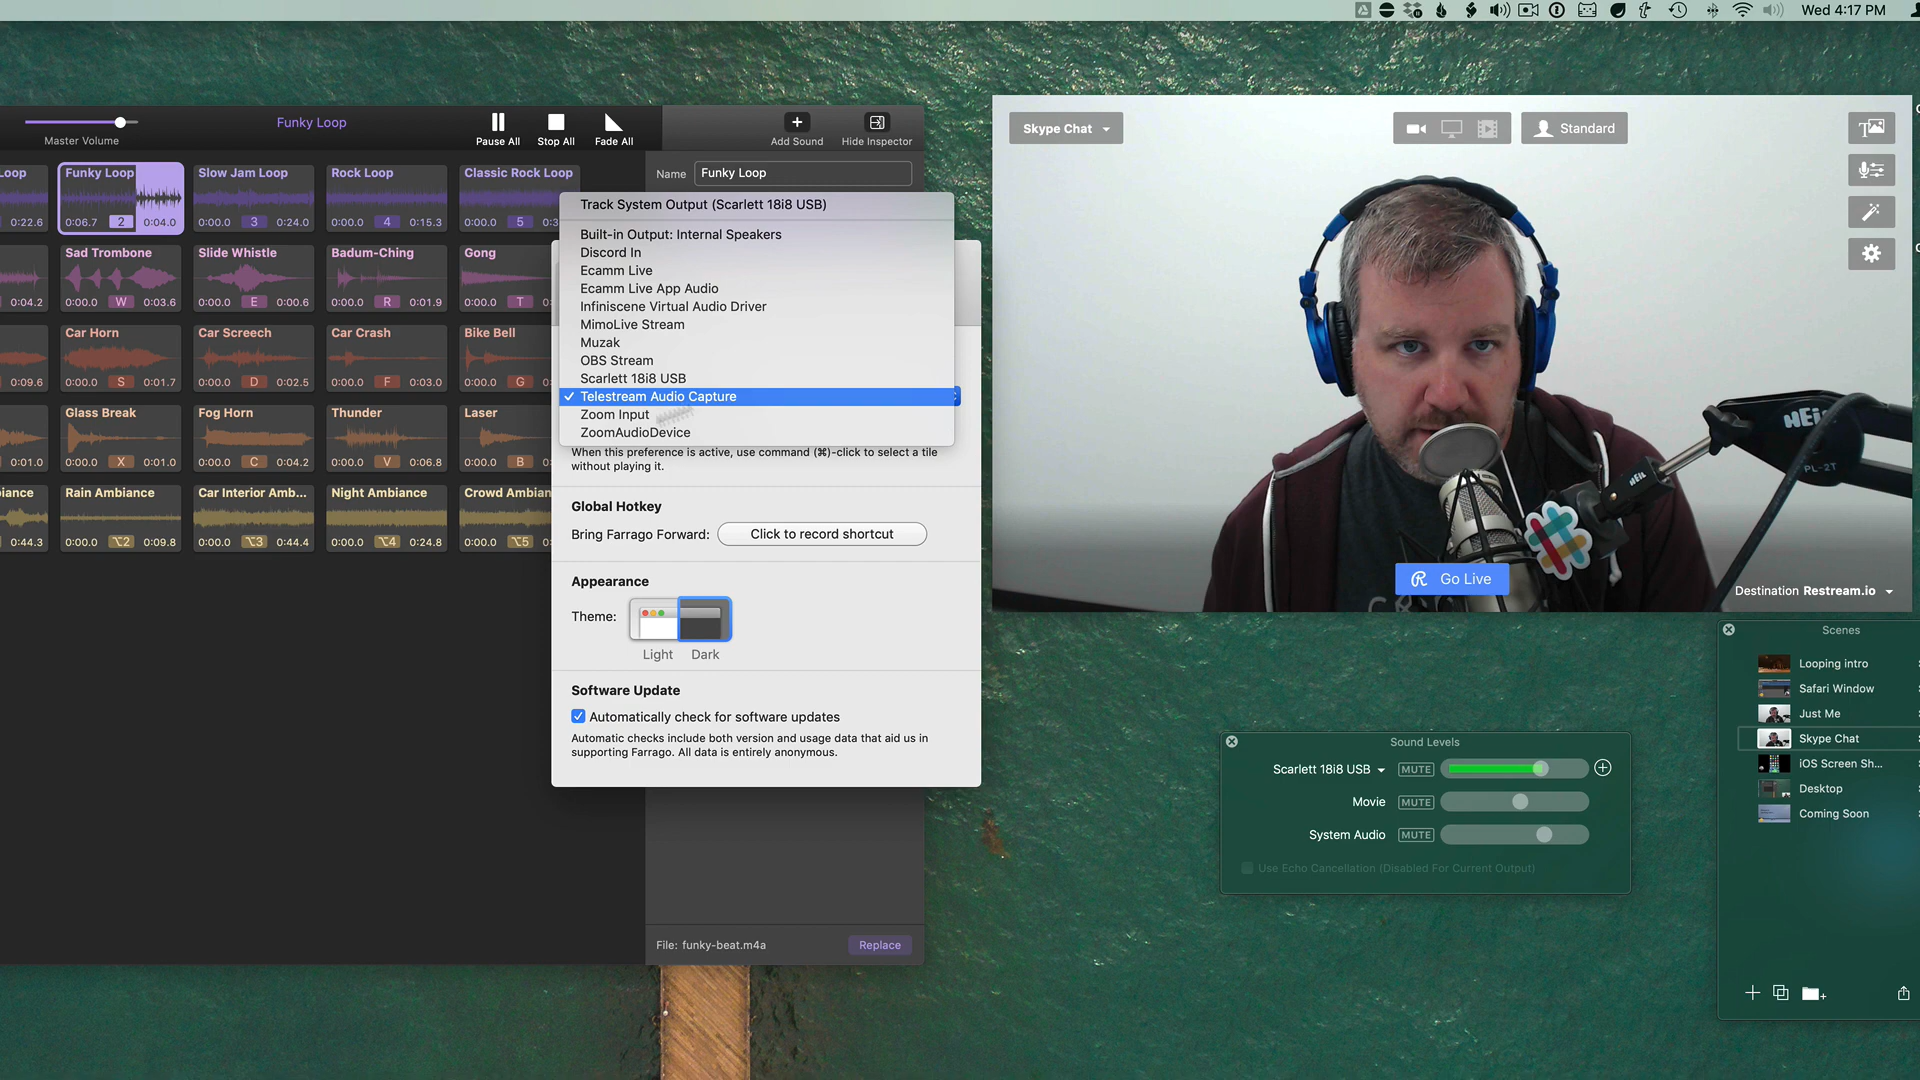 Wed 4:17 PM
Master Volume
Funky Loop
Pause All
Stop All
Fade All
Add Sound
Hide Inspector
Name
Funky Loop
Loop
0:22.6
Funky Loop
0:06.7 2 0:04.0
Slow Jam Loop
0:00.0 3 0:24.0
Rock Loop
0:00.0 4 0:15.3
Classic Rock Loop
0:00.0 5
0:04.2
Sad Trombone
0:00.0 W 0:03.6
Slide Whistle
0:00.0 E 0:00.6
Badum-Ching
0:00.0 R 0:01.9
Gong
0:00.0 T 0:
0:09.6
Car Horn
0:00.0 S 0:01.7
Car Screech
0:00.0 D 0:02.5
Car Crash
0:00.0 F 0:03.0
Bike Bell
0:00.0 G 0:
0:01.0
Glass Break
0:00.0 X 0:01.0
Fog Horn
0:00.0 C 0:04.2
Thunder
0:00.0 V 0:06.8
Laser
0:00.0 B 0:
iance
0:44.3
Rain Ambiance
0:00.0 ⌥2 0:09.8
Car Interior Amb...
0:00.0 ⌥3 0:44.4
Night Ambiance
0:00.0 ⌥4 0:24.8
Crowd Ambian
0:00.0 ⌥5 0:
Track System Output (Scarlett 18i8 USB)
Built-in Output: Internal Speakers
Discord In
Ecamm Live
Ecamm Live App Audio
Infiniscene Virtual Audio Driver
MimoLive Stream
Muzak
OBS Stream
Scarlett 18i8 USB
✓ Telestream Audio Capture
Zoom Input
ZoomAudioDevice
When this preference is active, use command (⌘)-click to select a tile
without playing it.
Global Hotkey
Bring Farrago Forward: Click to record shortcut
Appearance
Theme:
Light Dark
Software Update
Automatically check for software updates
Automatic checks include both version and usage data that aid us in
supporting Farrago. All data is entirely anonymous.
File: funky-beat.m4a
Replace
Skype Chat
Standard
HEil
PL-2T
HEiL
Go Live
Destination Restream.io
Scenes
Looping intro
Safari Window
Just Me
Skype Chat
iOS Screen Sh...
Desktop
Coming Soon
Sound Levels
Scarlett 18i8 USB MUTE
Movie MUTE
System Audio MUTE
Use Echo Cancellation (Disabled For Current Output)